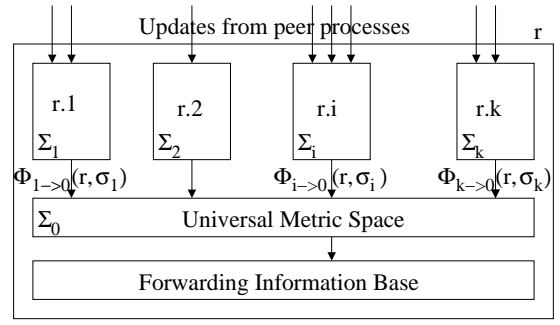 Updates from peer processes
r
r.1 r.2 r.i r.k
Σ1 Σ2 Σi Σk
Φ1->0(r,σ1) Φi->0(r,σi) Φk->0(r,σk)
Σ0 Universal Metric Space
Forwarding Information Base